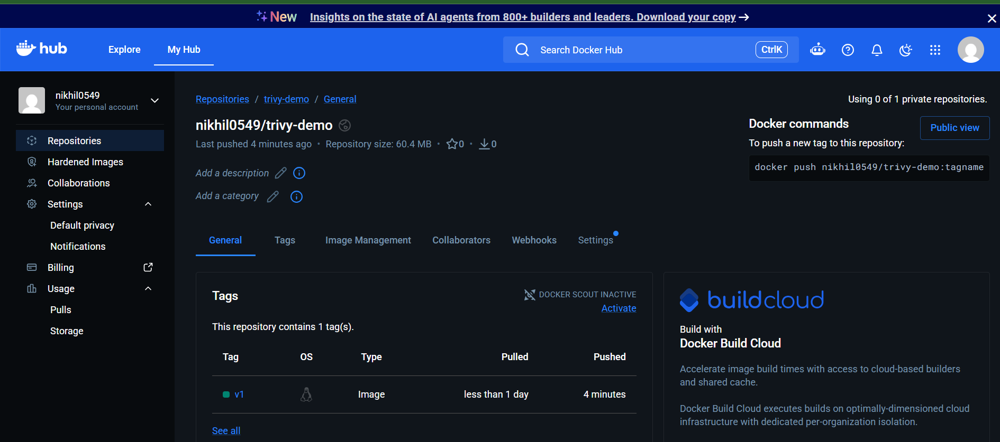 New Insights on the state of AI agents from 800+ builders and leaders. Download your copy →
hub
Explore
My Hub
Search Docker Hub
CtrlK
nikhil0549
Your personal account
Repositories
Hardened Images
Collaborations
Settings
Default privacy
Notifications
Billing
Usage
Pulls
Storage
Repositories / trivy-demo / General
Using 0 of 1 private repositories.
nikhil0549/trivy-demo
Last pushed 4 minutes ago • Repository size: 60.4 MB • 0 • 0
Add a description
Add a category
Docker commands
Public view
To push a new tag to this repository:
docker push nikhil0549/trivy-demo:tagname
General Tags Image Management Collaborators Webhooks Settings
Tags
DOCKER SCOUT INACTIVE
Activate
This repository contains 1 tag(s).
Tag OS Type Pulled Pushed
v1 Image less than 1 day 4 minutes
See all
buildcloud
Build with
Docker Build Cloud
Accelerate image build times with access to cloud-based builders
and shared cache.
Docker Build Cloud executes builds on optimally-dimensioned cloud
infrastructure with dedicated per-organization isolation.